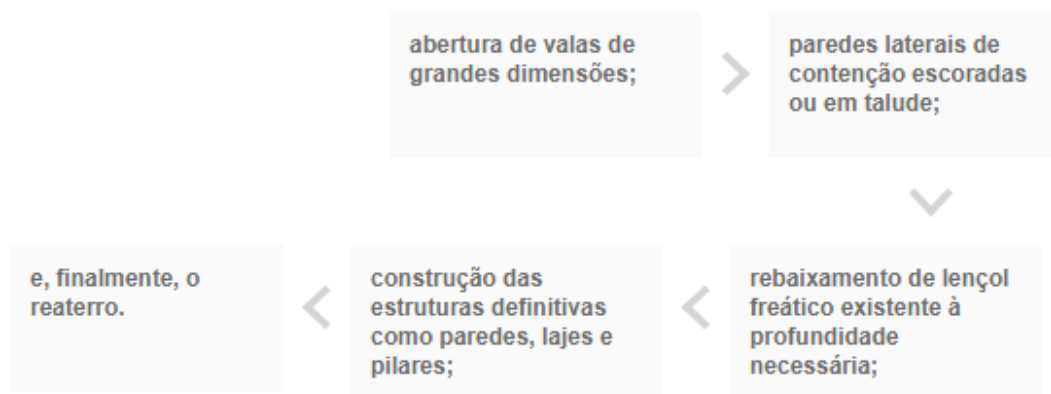 abertura de valas de
grandes dimensões;
paredes laterais de
contenção escoradas
ou em talude;
rebaixamento de lençol
freático existente à
profundidade
necessária;
construção das
estruturas definitivas
como paredes, lajes e
pilares;
e, finalmente, o
reaterro.